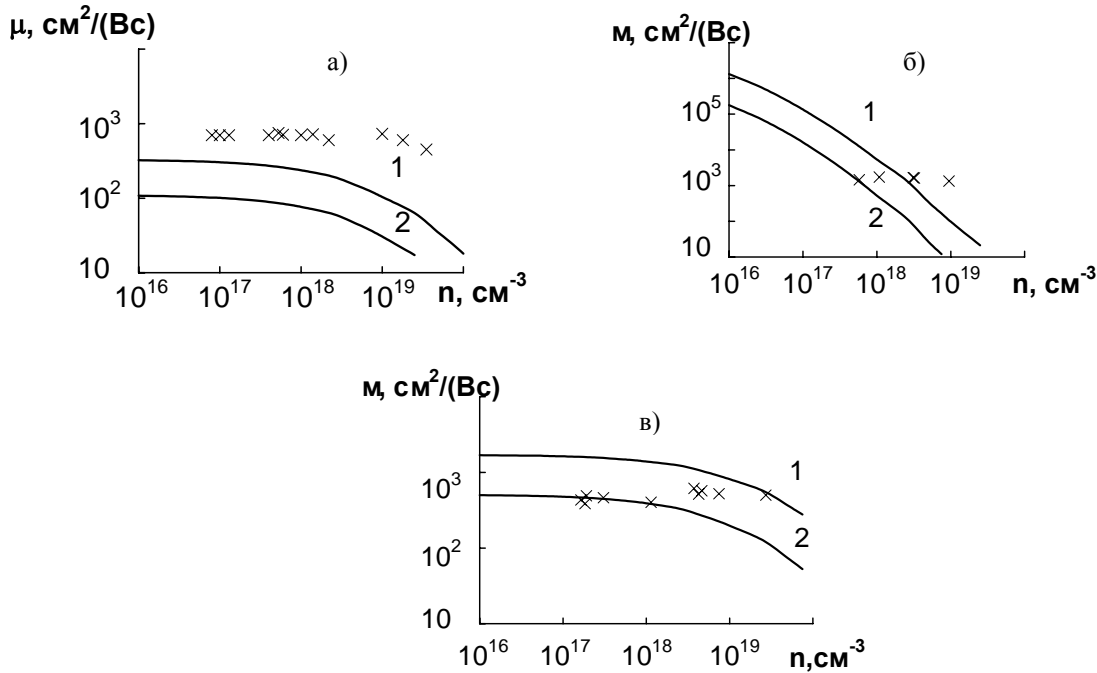 μ, см²/(Вс)
а)
10³
1
10²
2
10
10¹⁶ 10¹⁷ 10¹⁸ 10¹⁹ n, см⁻³
м, см²/(Вс)
б)
10⁵
1
10³
2
10
10¹⁶ 10¹⁷ 10¹⁸ 10¹⁹ n, см⁻³
м, см²/(Вс)
в)
10³
1
10²
2
10
10¹⁶ 10¹⁷ 10¹⁸ 10¹⁹ n,см⁻³